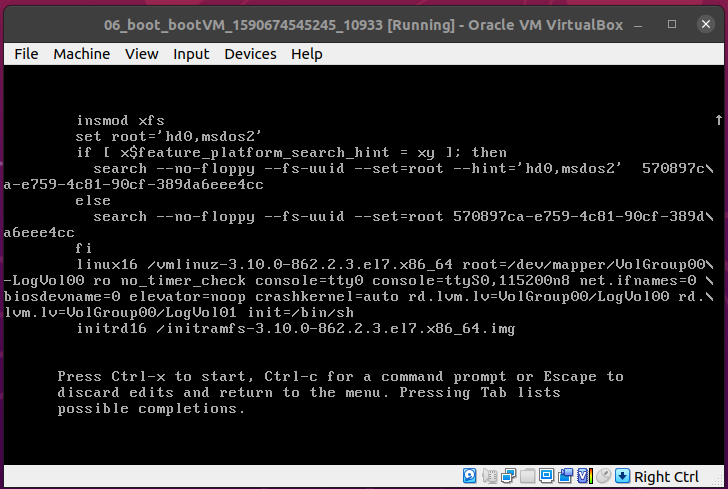 06_boot_bootVM_1590674545245_10933 [Running] - Oracle VM VirtualBox
File Machine View Input Devices Help
insmod xfs
set root='hd0,msdos2'
if [ x$feature_platform_search_hint = xy ]; then
search --no-floppy --fs-uuid --set=root --hint='hd0,msdos2'  570897c\
a-e759-4c81-90cf-389da6eee4cc
else
search --no-floppy --fs-uuid --set=root 570897ca-e759-4c81-90cf-389d\
a6eee4cc
fi
linux16 /vmlinuz-3.10.0-862.2.3.el7.x86_64 root=/dev/mapper/VolGroup00\
-LogVol00 ro no_timer_check console=tty0 console=ttyS0,115200n8 net.ifnames=0 \
biosdevname=0 elevator=noop crashkernel=auto rd.lvm.lv=VolGroup00/LogVol00 rd.\
lvm.lv=VolGroup00/LogVol01 init=/bin/sh
initrd16 /initramfs-3.10.0-862.2.3.el7.x86_64.img
Press Ctrl-x to start, Ctrl-c for a command prompt or Escape to
discard edits and return to the menu. Pressing Tab lists
possible completions.
Right Ctrl